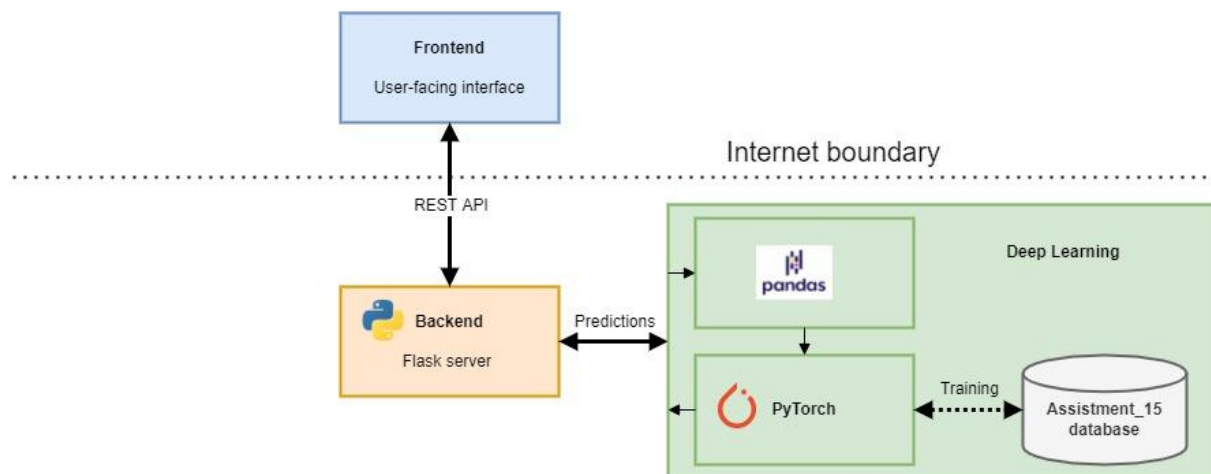 Frontend
User-facing interface
Internet boundary
REST API
Deep Learning
pandas
Backend
Flask server
Predictions
PyTorch
Training
Assistment_15
database